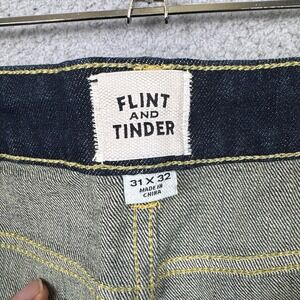 FLINT
AND
TINDER
31 X 32
MADE IN
CHINA